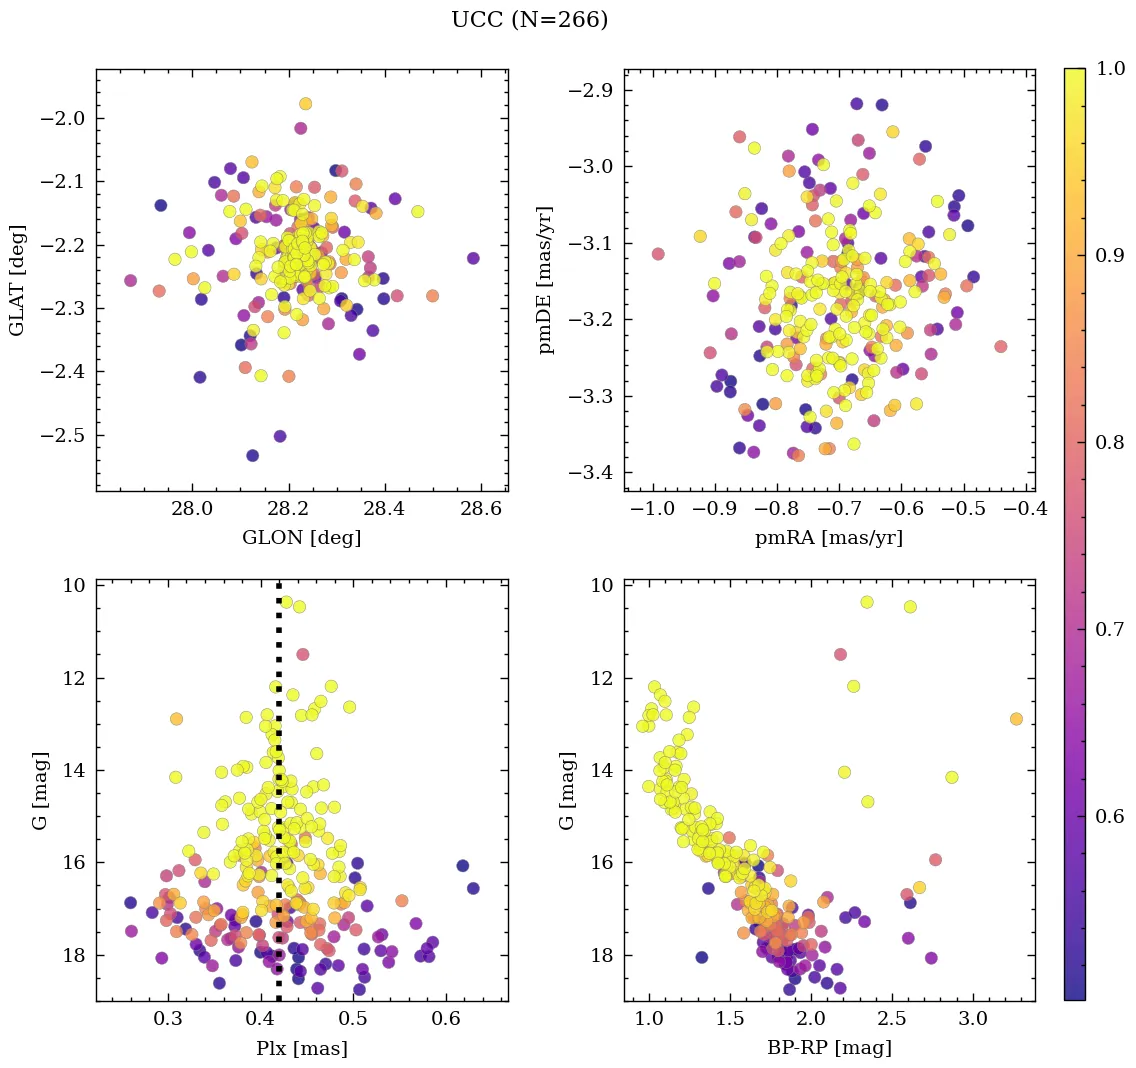 UCC (N=266)
−2.0
−2.1
−2.2
−2.3
−2.4
−2.5
GLAT [deg]
28.0 28.2 28.4 28.6
GLON [deg]
−2.9
−3.0
−3.1
−3.2
−3.3
−3.4
pmDE [mas/yr]
−1.0 −0.9 −0.8 −0.7 −0.6 −0.5 −0.4
pmRA [mas/yr]
1.0
0.9
0.8
0.7
0.6
10
12
14
16
18
G [mag]
0.3 0.4 0.5 0.6
Plx [mas]
10
12
14
16
18
G [mag]
1.0 1.5 2.0 2.5 3.0
BP-RP [mag]